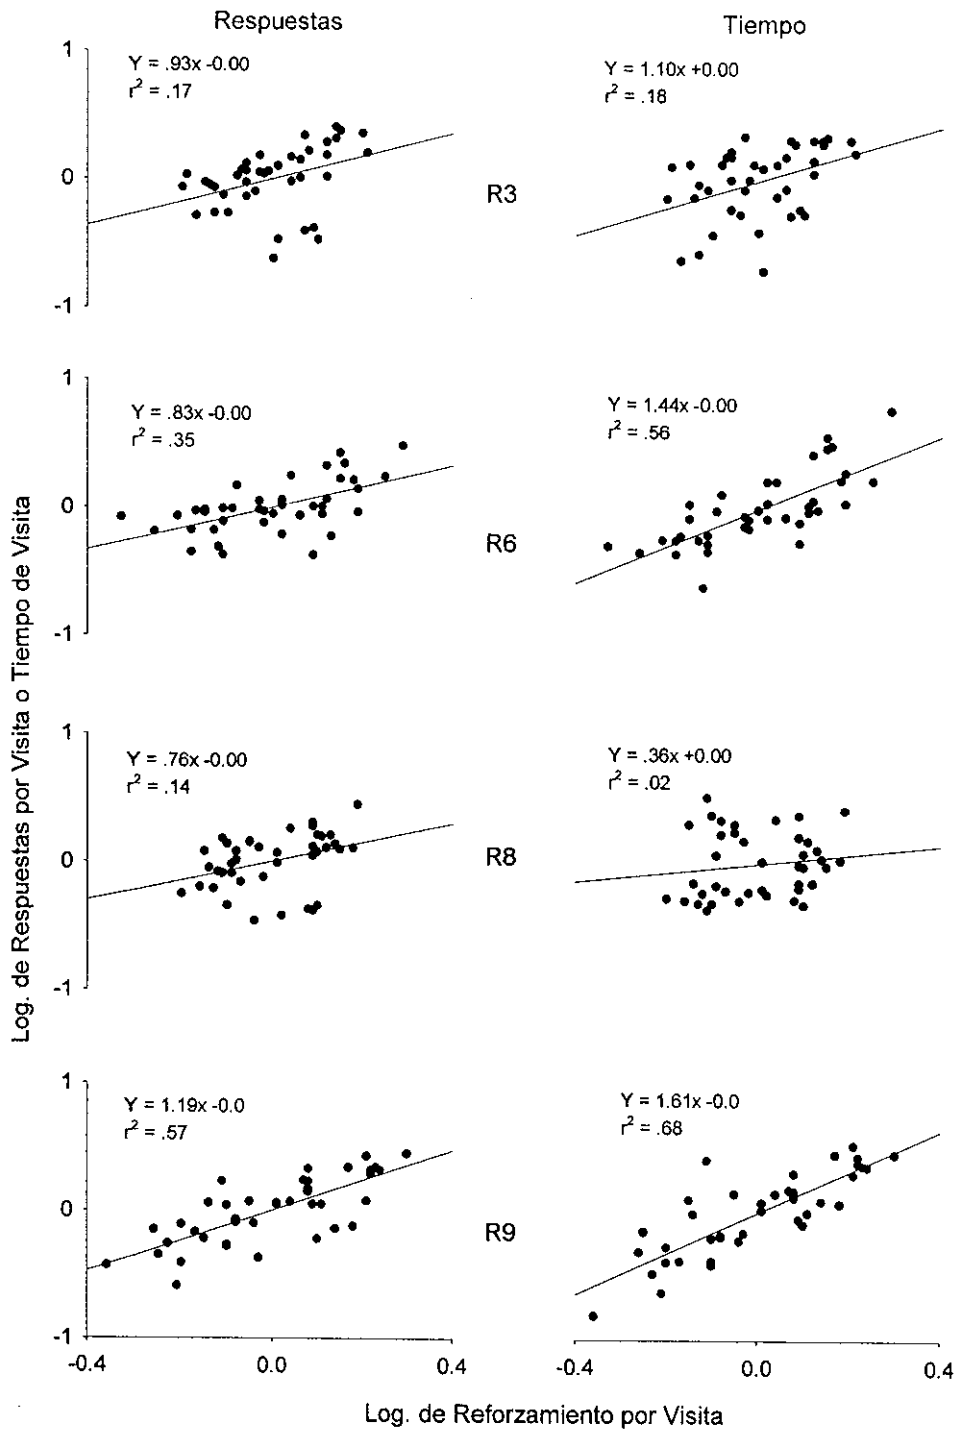 Respuestas
Tiempo
1
0
-1
Y = .93x -0.00
r² = .17
R3
Y = 1.10x +0.00
r² = .18
1
0
-1
Y = .83x -0.00
r² = .35
R6
Y = 1.44x -0.00
r² = .56
1
0
-1
Y = .76x -0.00
r² = .14
R8
Y = .36x +0.00
r² = .02
1
0
-1
Y = 1.19x -0.0
r² = .57
R9
Y = 1.61x -0.0
r² = .68
-0.4
0.0
0.4
-0.4
0.0
0.4
Log. de Respuestas por Visita o Tiempo de Visita
Log. de Reforzamiento por Visita